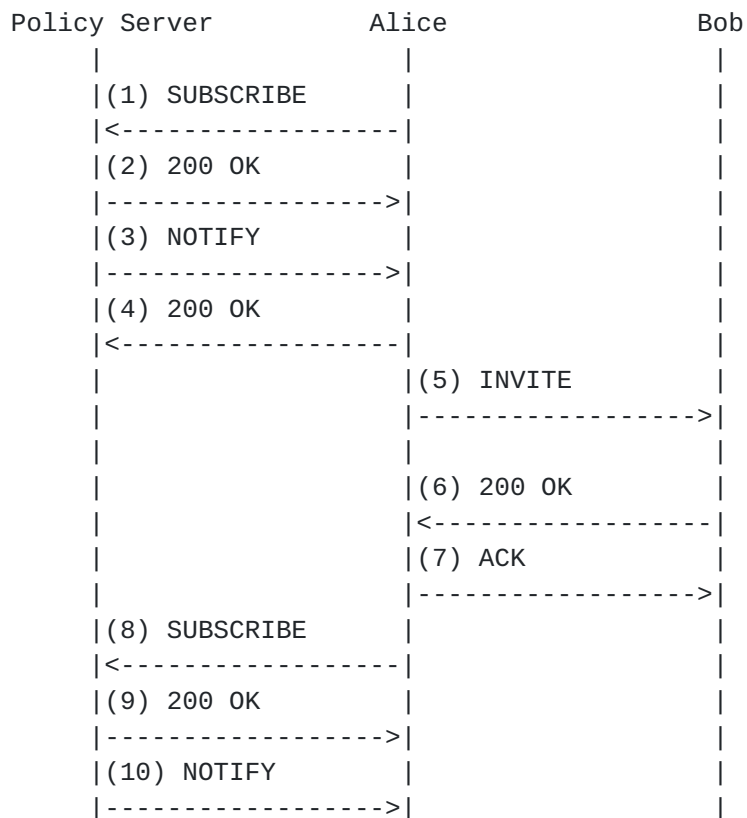 Policy Server          Alice                Bob
     |                   |                   |
     |(1) SUBSCRIBE      |                   |
     |<------------------|                   |
     |(2) 200 OK         |                   |
     |------------------>|                   |
     |(3) NOTIFY         |                   |
     |------------------>|                   |
     |(4) 200 OK         |                   |
     |<------------------|                   |
     |                   |(5) INVITE         |
     |                   |------------------>|
     |                   |                   |
     |                   |(6) 200 OK         |
     |                   |<------------------|
     |                   |(7) ACK            |
     |                   |------------------>|
     |(8) SUBSCRIBE      |                   |
     |<------------------|                   |
     |(9) 200 OK         |                   |
     |------------------>|                   |
     |(10) NOTIFY        |                   |
     |------------------>|                   |